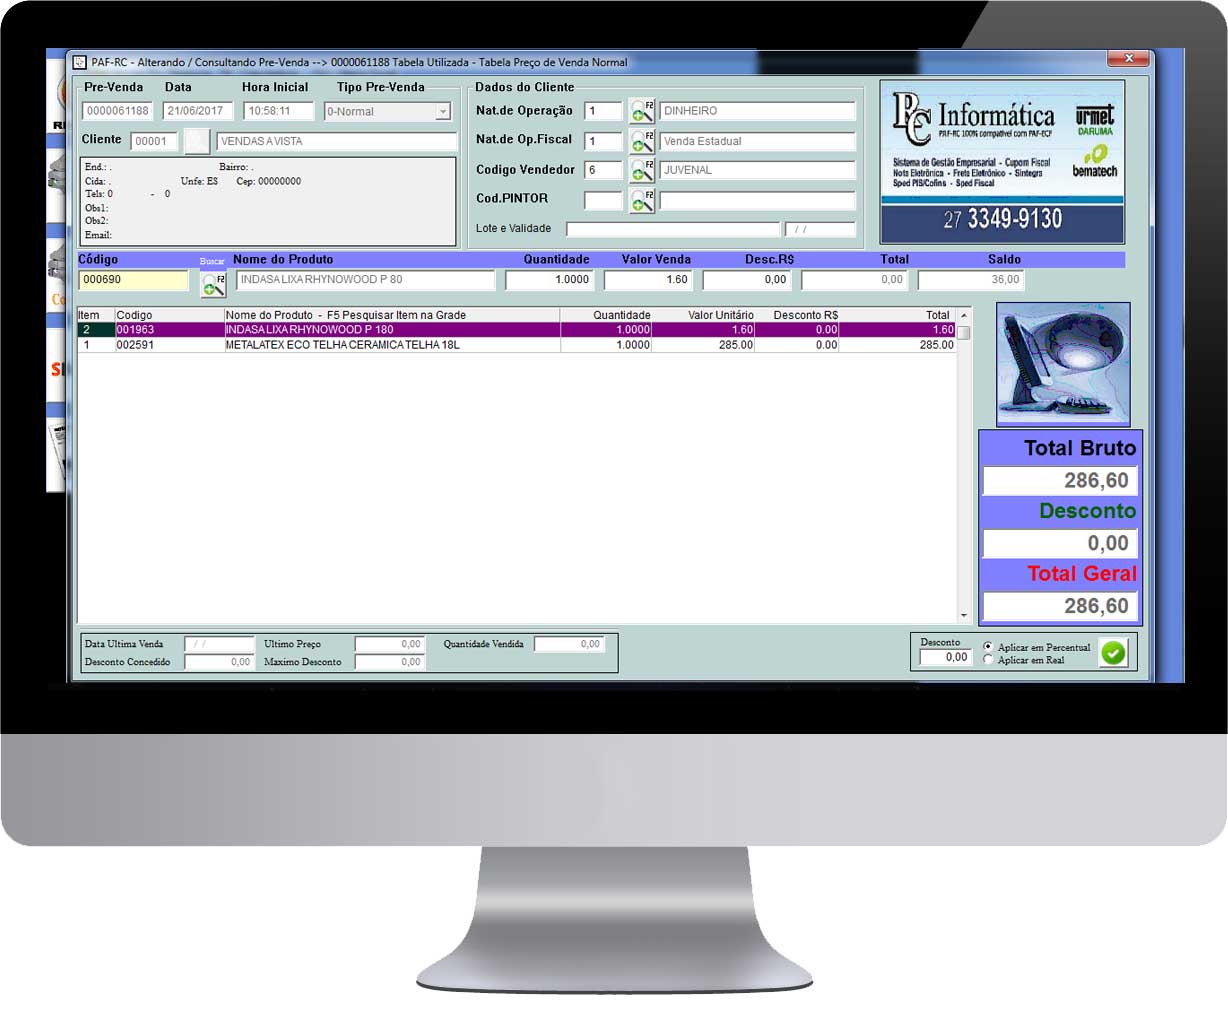 PAF-RC - Alterando / Consultando Pre-Venda --> 0000061188 Tabela Utilizada - Tabela Preço de Venda Normal
Pre-Venda Data Hora Inicial Tipo Pre-Venda
0000061188 21/06/2017 10:58:11 0-Normal
Cliente 00001 VENDAS A VISTA
End.: . Bairro: .
Cida: . Unfe: ES Cep: 00000000
Tels: 0 - 0
Obs1:
Obs2:
Email:
Dados do Cliente
Nat.de Operação 1 F2 DINHEIRO
Nat.de Op.Fiscal 1 F2 Venda Estadual
Codigo Vendedor 6 F2 JUVENAL
Cod.PINTOR F2
Lote e Validade / /
RC Informática
PAF-RC 100% compatível com PAF-ECF
urmet
DARUMA
bematech
Sistema de Gestão Empresarial - Cupom Fiscal
Nota Eletrônica - Frete Eletrônico - Sintegra
Sped PIS/Cofins - Sped Fiscal
27 3349-9130
Código Buscar Nome do Produto Quantidade Valor Venda Desc.R$ Total Saldo
000690 F2 INDASA LIXA RHYNOWOOD P 80 1.0000 1.60 0,00 0,00 36,00
Item Codigo Nome do Produto - F5 Pesquisar Item na Grade Quantidade Valor Unitário Desconto R$ Total
2 001963 INDASA LIXA RHYNOWOOD P 180 1.0000 1.60 0.00 1.60
1 002591 METALATEX ECO TELHA CERAMICA TELHA 18L 1.0000 285.00 0.00 285.00
Total Bruto
286,60
Desconto
0,00
Total Geral
286,60
Data Ultima Venda / / Ultimo Preço 0,00 Quantidade Vendida 0,00
Desconto Concedido 0,00 Maximo Desconto 0,00
Desconto
0,00
Aplicar em Percentual
Aplicar em Real